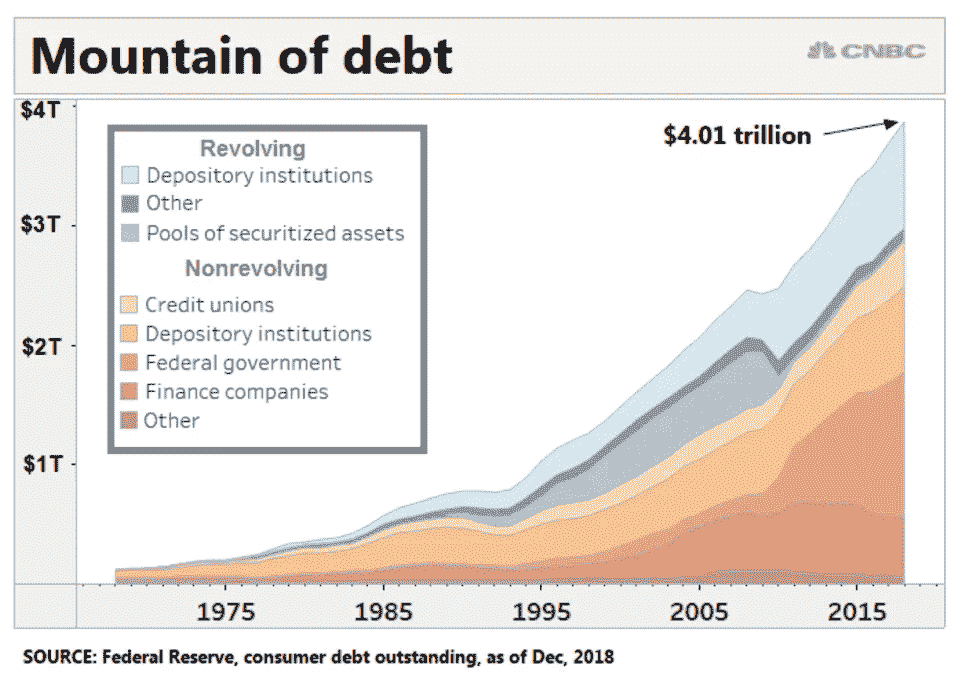 Mountain of debt
CNBC
$4T
$3T
$2T
$1T
$4.01 trillion
Revolving
Depository institutions
Other
Pools of securitized assets
Nonrevolving
Credit unions
Depository institutions
Federal government
Finance companies
Other
1975 1985 1995 2005 2015
SOURCE: Federal Reserve, consumer debt outstanding, as of Dec, 2018